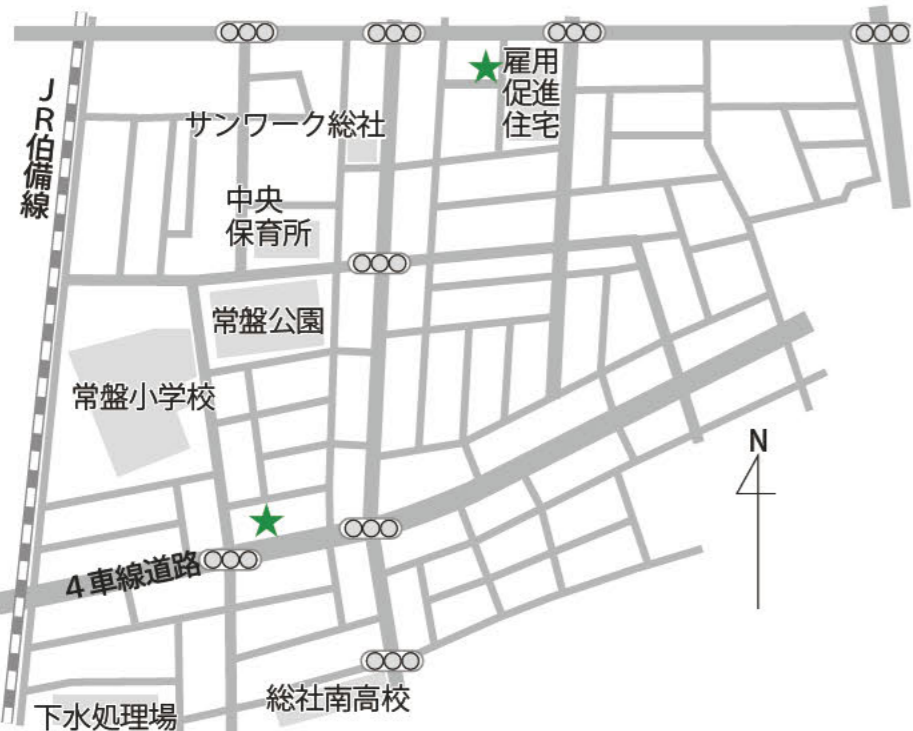 雇用
促進
住宅
JR伯備線
サンワーク総社
中央
保育所
常盤公園
常盤小学校
N
4車線道路
総社南高校
下水処理場